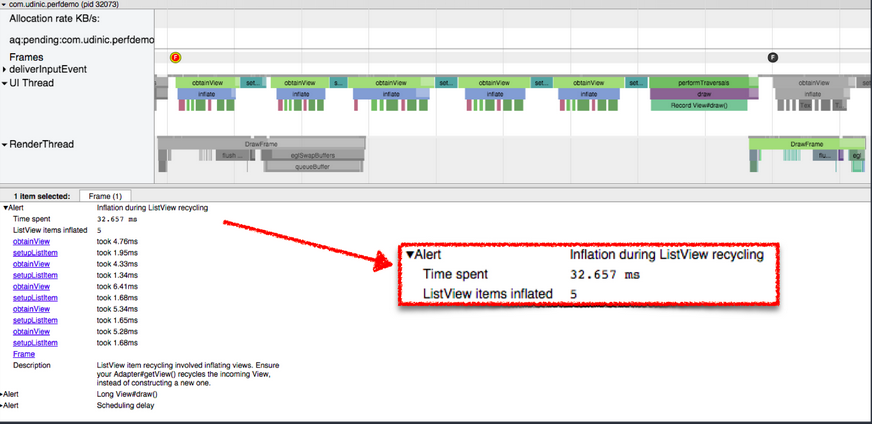 com.udinic.perfdemo (pid 32073)
Allocation rate KB/s:
aq:pending:com.udinic.perfdemo
Frames
F
F
deliverInputEvent
UI Thread
obtainView set... obtainView s... obtainView obtainView obtainView set... performTraversals obtainView set
inflate inflate inflate inflate inflate draw inflate
Record View#draw()
RenderThread
DrawFrame DrawFrame
flush ... eglSwapBuffers flu... egl
queueBuffer
1 item selected: Frame (1)
▼Alert Inflation during ListView recycling
Time spent 32.657 ms
ListView items inflated 5
obtainView took 4.76ms
setupListItem took 1.95ms
obtainView took 4.33ms
setupListItem took 1.34ms
obtainView took 6.41ms
setupListItem took 1.68ms
obtainView took 5.34ms
setupListItem took 1.65ms
obtainView took 5.28ms
setupListItem took 1.68ms
Frame
Description ListView item recycling involved inflating views. Ensure
your Adapter#getView() recycles the incoming View,
instead of constructing a new one.
Alert Long View#draw()
Alert Scheduling delay
▼Alert Inflation during ListView recycling
Time spent 32.657 ms
ListView items inflated 5